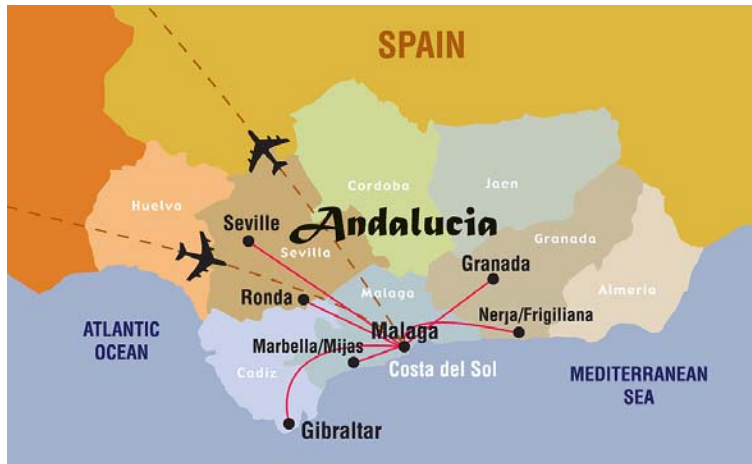 SPAIN
Cordoba
Jaen
Huelva
Andalucia
Seville
Sevilla
Granada
Granada
Ronda
Malaga
Almeria
Nerja/Frigiliana
ATLANTIC
OCEAN
Malaga
Marbella/Mijas
Costa del Sol
Cadiz
MEDITERRANEAN
SEA
Gibraltar